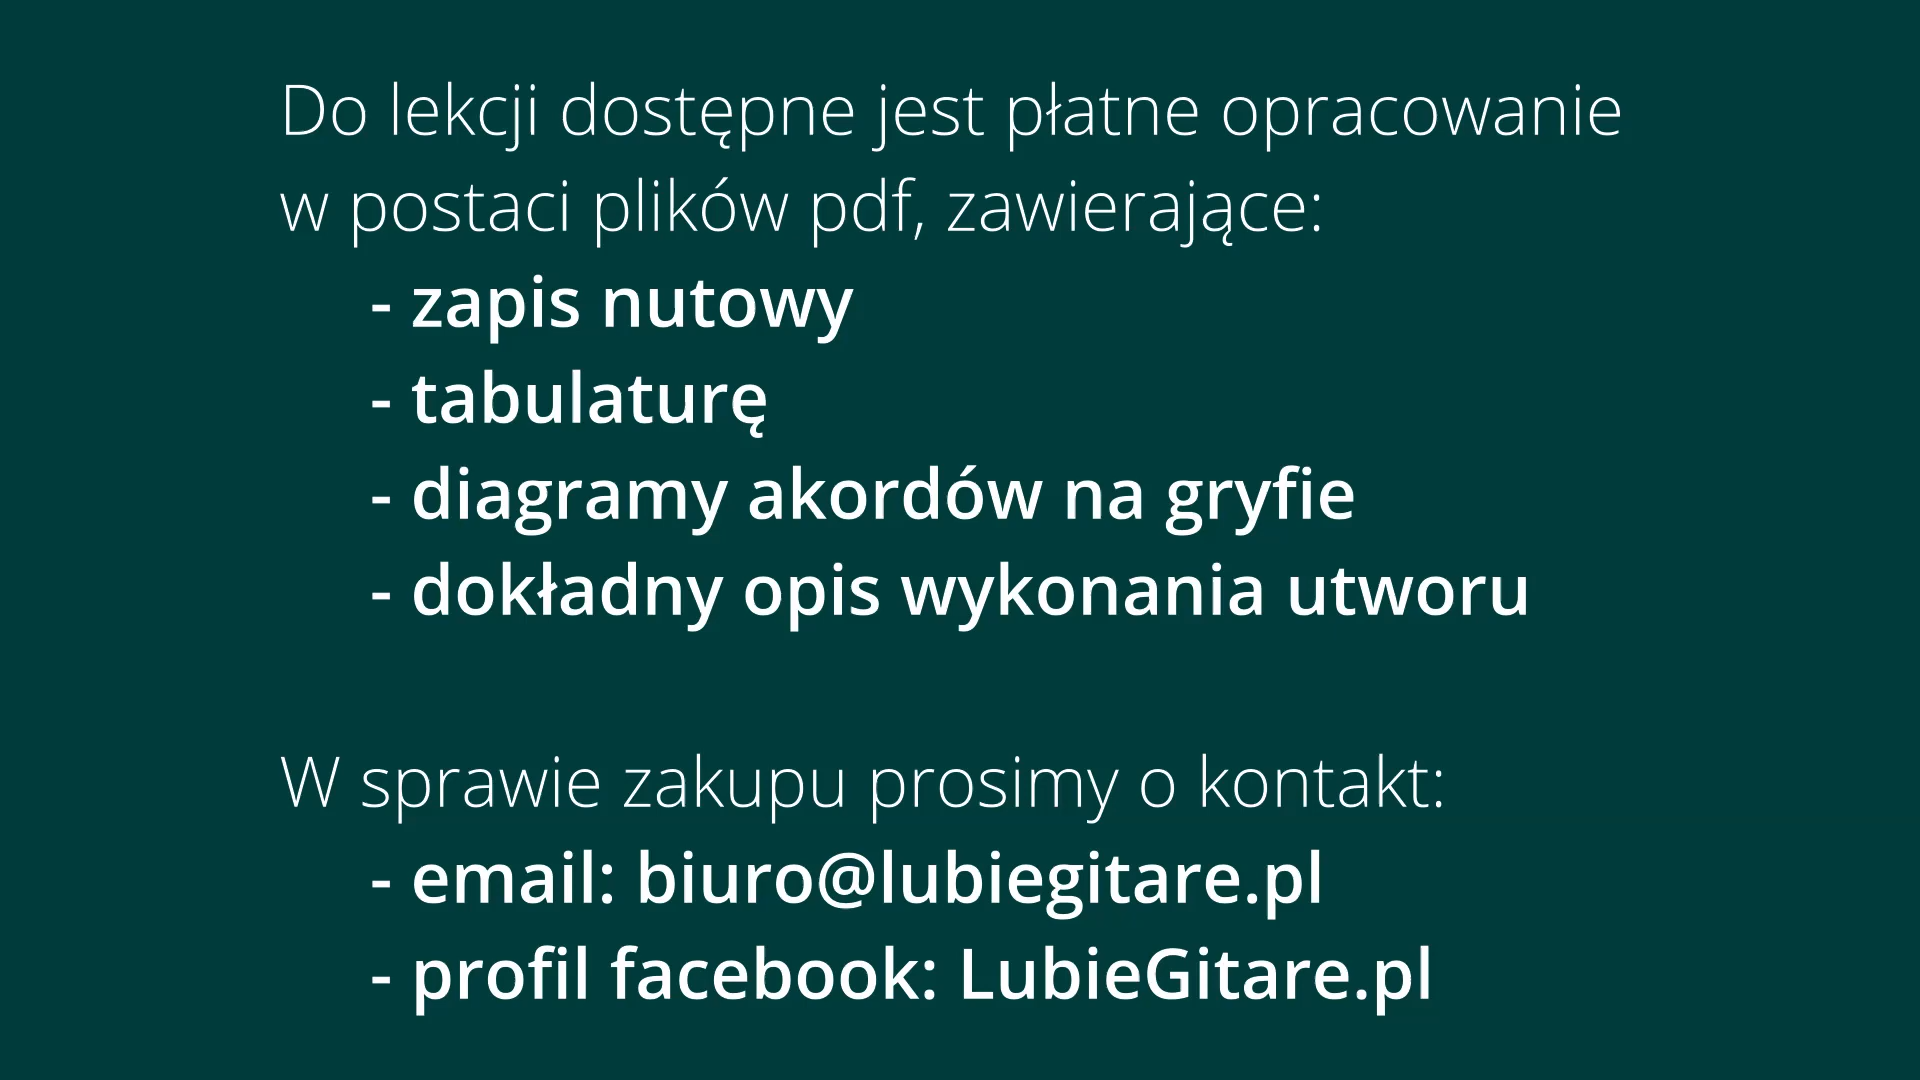 Do lekcji dostępne jest płatne opracowanie
w postaci plików pdf, zawierające:
- zapis nutowy
- tabulaturę
- diagramy akordów na gryfie
- dokładny opis wykonania utworu
W sprawie zakupu prosimy o kontakt:
- email: biuro@lubiegitare.pl
- profil facebook: LubieGitare.pl